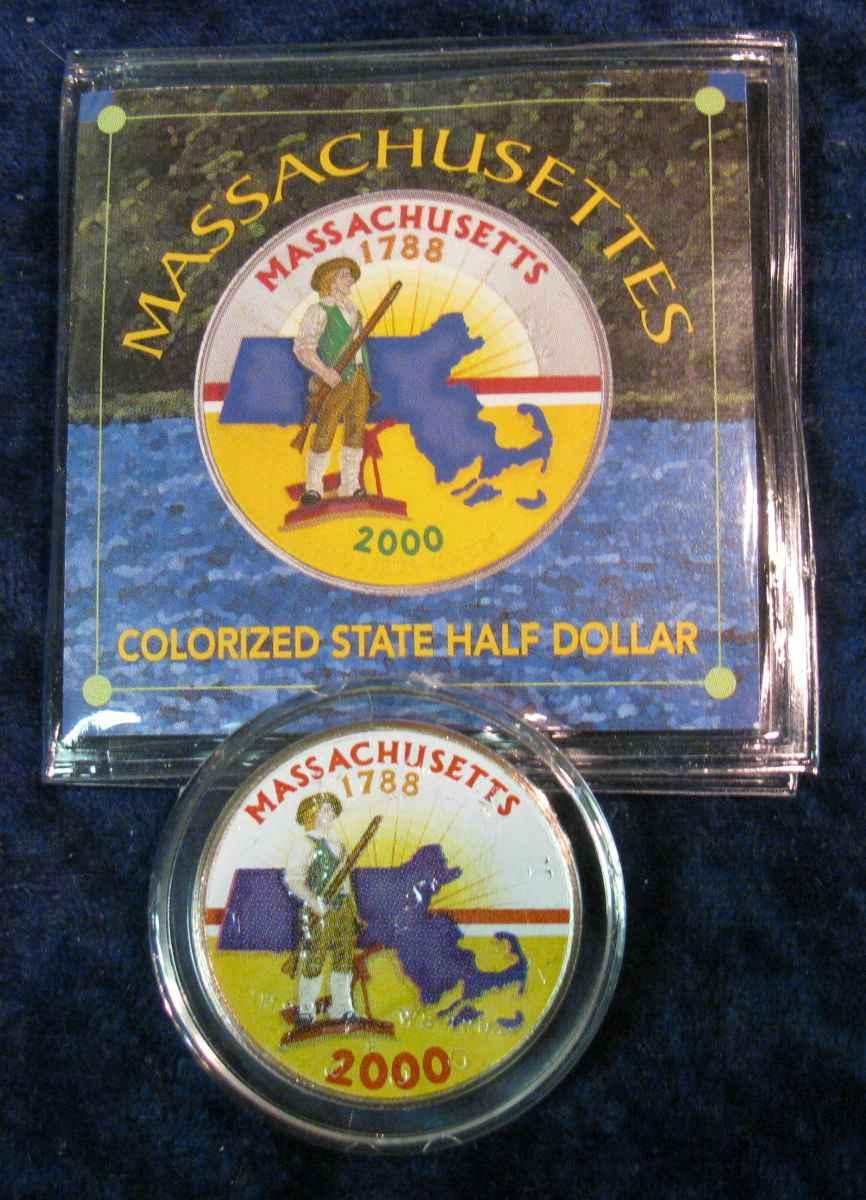 MASSACHUSETTES
MASSACHUSETTS
1788
2000
COLORIZED STATE HALF DOLLAR
MASSACHUSETTS
1788
2000